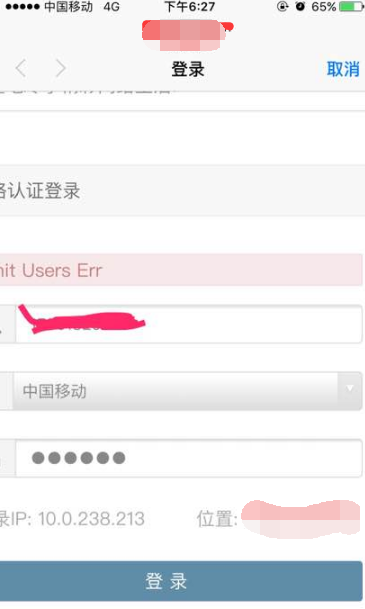 中国移动 4G 下午6:27 65%
登录 取消
络认证登录
nit Users Err
中国移动
●●●●●●
录IP: 10.0.238.213 位置:
登 录